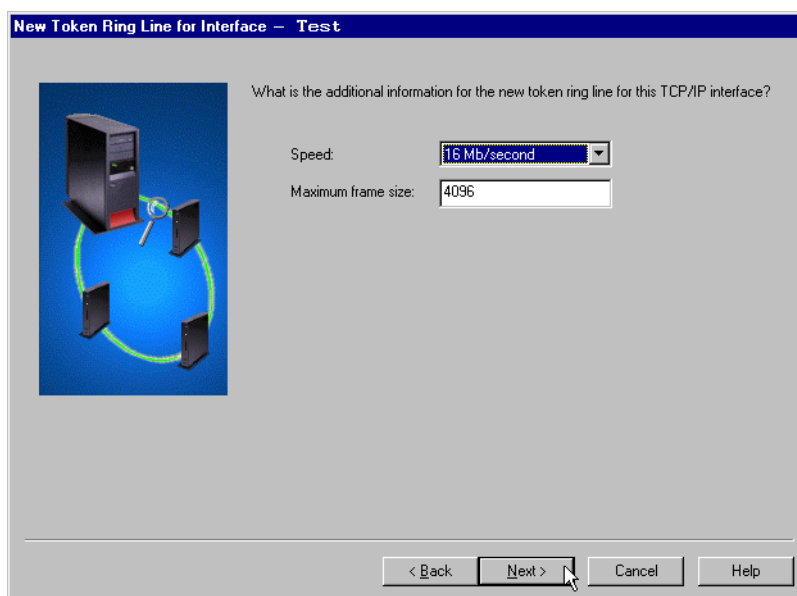 New Token Ring Line for Interface – Test
What is the additional information for the new token ring line for this TCP/IP interface?
Speed: 16 Mb/second
Maximum frame size: 4096
< Back Next > Cancel Help